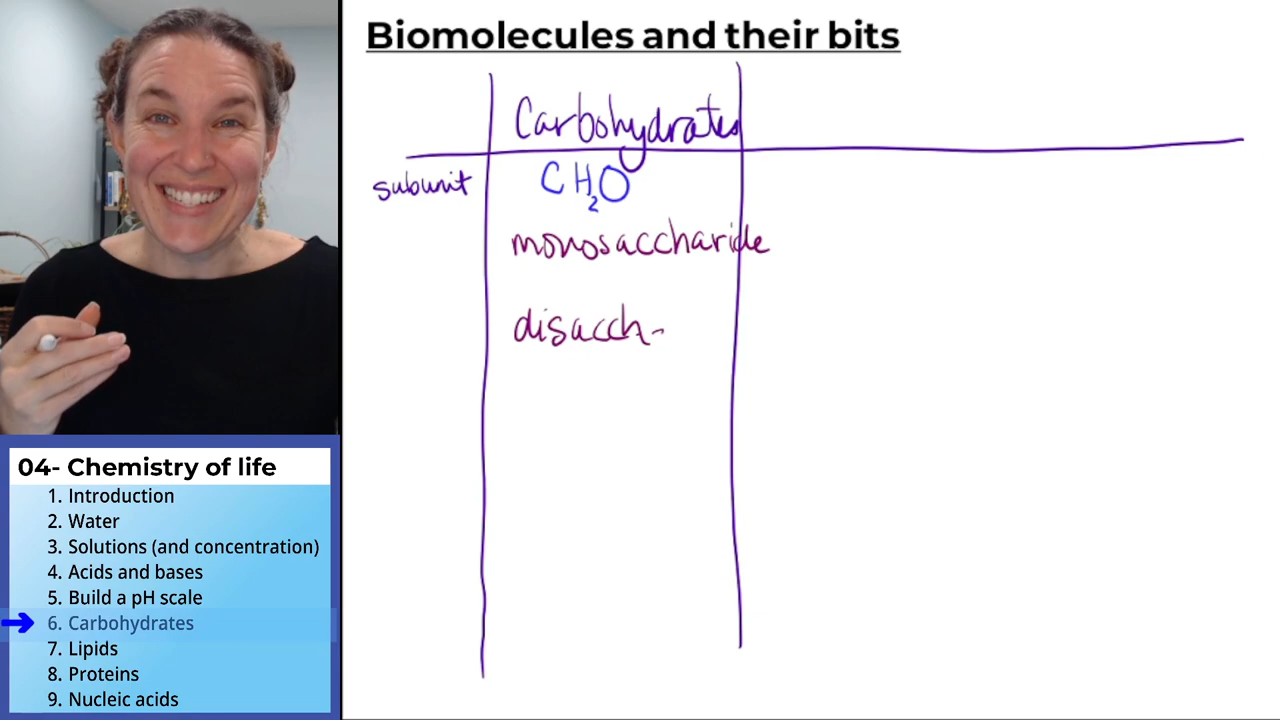 Biomolecules and their bits
Carbohydrates
subunit CH₂O
monosaccharide
disacch-
04- Chemistry of life
1. Introduction
2. Water
3. Solutions (and concentration)
4. Acids and bases
5. Build a pH scale
6. Carbohydrates
7. Lipids
8. Proteins
9. Nucleic acids